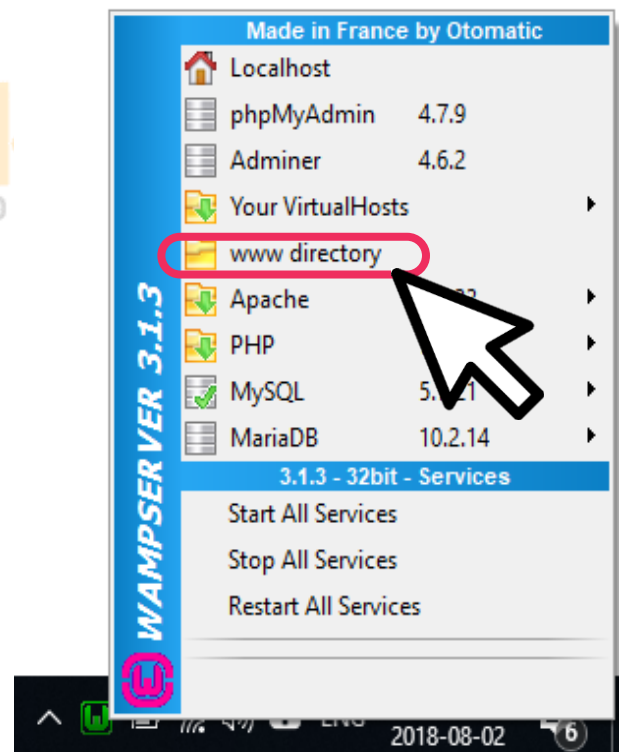 Made in France by Otomatic
Localhost
phpMyAdmin 4.7.9
Adminer 4.6.2
Your VirtualHosts
www directory
Apache
PHP
MySQL
MariaDB 10.2.14
3.1.3 - 32bit - Services
Start All Services
Stop All Services
Restart All Services
WAMPSERVER 3.1.3
2018-08-02
6